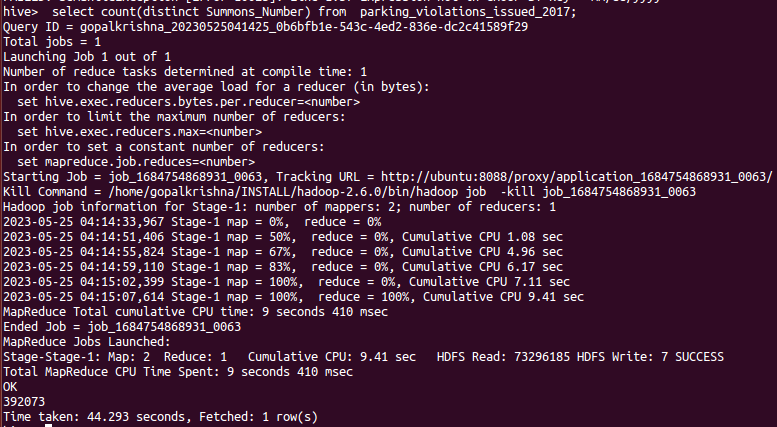 hive>  select count(distinct Summons_Number) from  parking_violations_issued_2017;
Query ID = gopalkrishna_20230525041425_0b6bfb1e-543c-4ed2-836e-dc2c41589f29
Total jobs = 1
Launching Job 1 out of 1
Number of reduce tasks determined at compile time: 1
In order to change the average load for a reducer (in bytes):
  set hive.exec.reducers.bytes.per.reducer=<number>
In order to limit the maximum number of reducers:
  set hive.exec.reducers.max=<number>
In order to set a constant number of reducers:
  set mapreduce.job.reduces=<number>
Starting Job = job_1684754868931_0063, Tracking URL = http://ubuntu:8088/proxy/application_1684754868931_0063/
Kill Command = /home/gopalkrishna/INSTALL/hadoop-2.6.0/bin/hadoop job  -kill job_1684754868931_0063
Hadoop job information for Stage-1: number of mappers: 2; number of reducers: 1
2023-05-25 04:14:33,967 Stage-1 map = 0%,  reduce = 0%
2023-05-25 04:14:51,406 Stage-1 map = 50%,  reduce = 0%, Cumulative CPU 1.08 sec
2023-05-25 04:14:55,824 Stage-1 map = 67%,  reduce = 0%, Cumulative CPU 4.96 sec
2023-05-25 04:14:59,110 Stage-1 map = 83%,  reduce = 0%, Cumulative CPU 6.17 sec
2023-05-25 04:15:02,399 Stage-1 map = 100%,  reduce = 0%, Cumulative CPU 7.11 sec
2023-05-25 04:15:07,614 Stage-1 map = 100%,  reduce = 100%, Cumulative CPU 9.41 sec
MapReduce Total cumulative CPU time: 9 seconds 410 msec
Ended Job = job_1684754868931_0063
MapReduce Jobs Launched:
Stage-Stage-1: Map: 2  Reduce: 1   Cumulative CPU: 9.41 sec   HDFS Read: 73296185 HDFS Write: 7 SUCCESS
Total MapReduce CPU Time Spent: 9 seconds 410 msec
OK
392073
Time taken: 44.293 seconds, Fetched: 1 row(s)